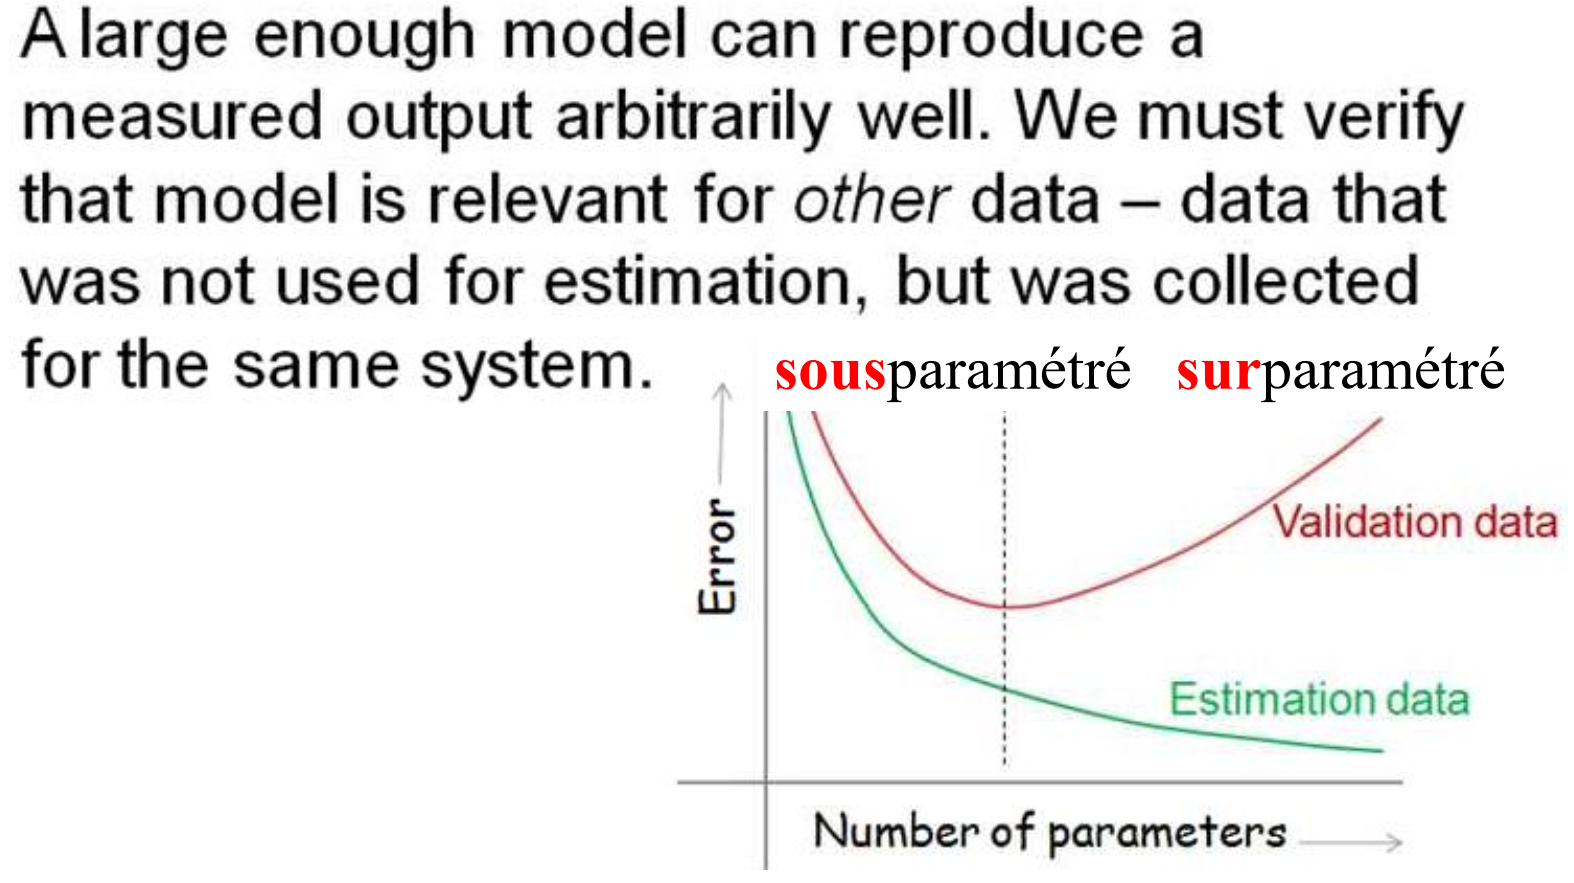 A large enough model can reproduce a
measured output arbitrarily well. We must verify
that model is relevant for other data – data that
was not used for estimation, but was collected
for the same system.
sousparamétré surparamétré
Error
Validation data
Estimation data
Number of parameters